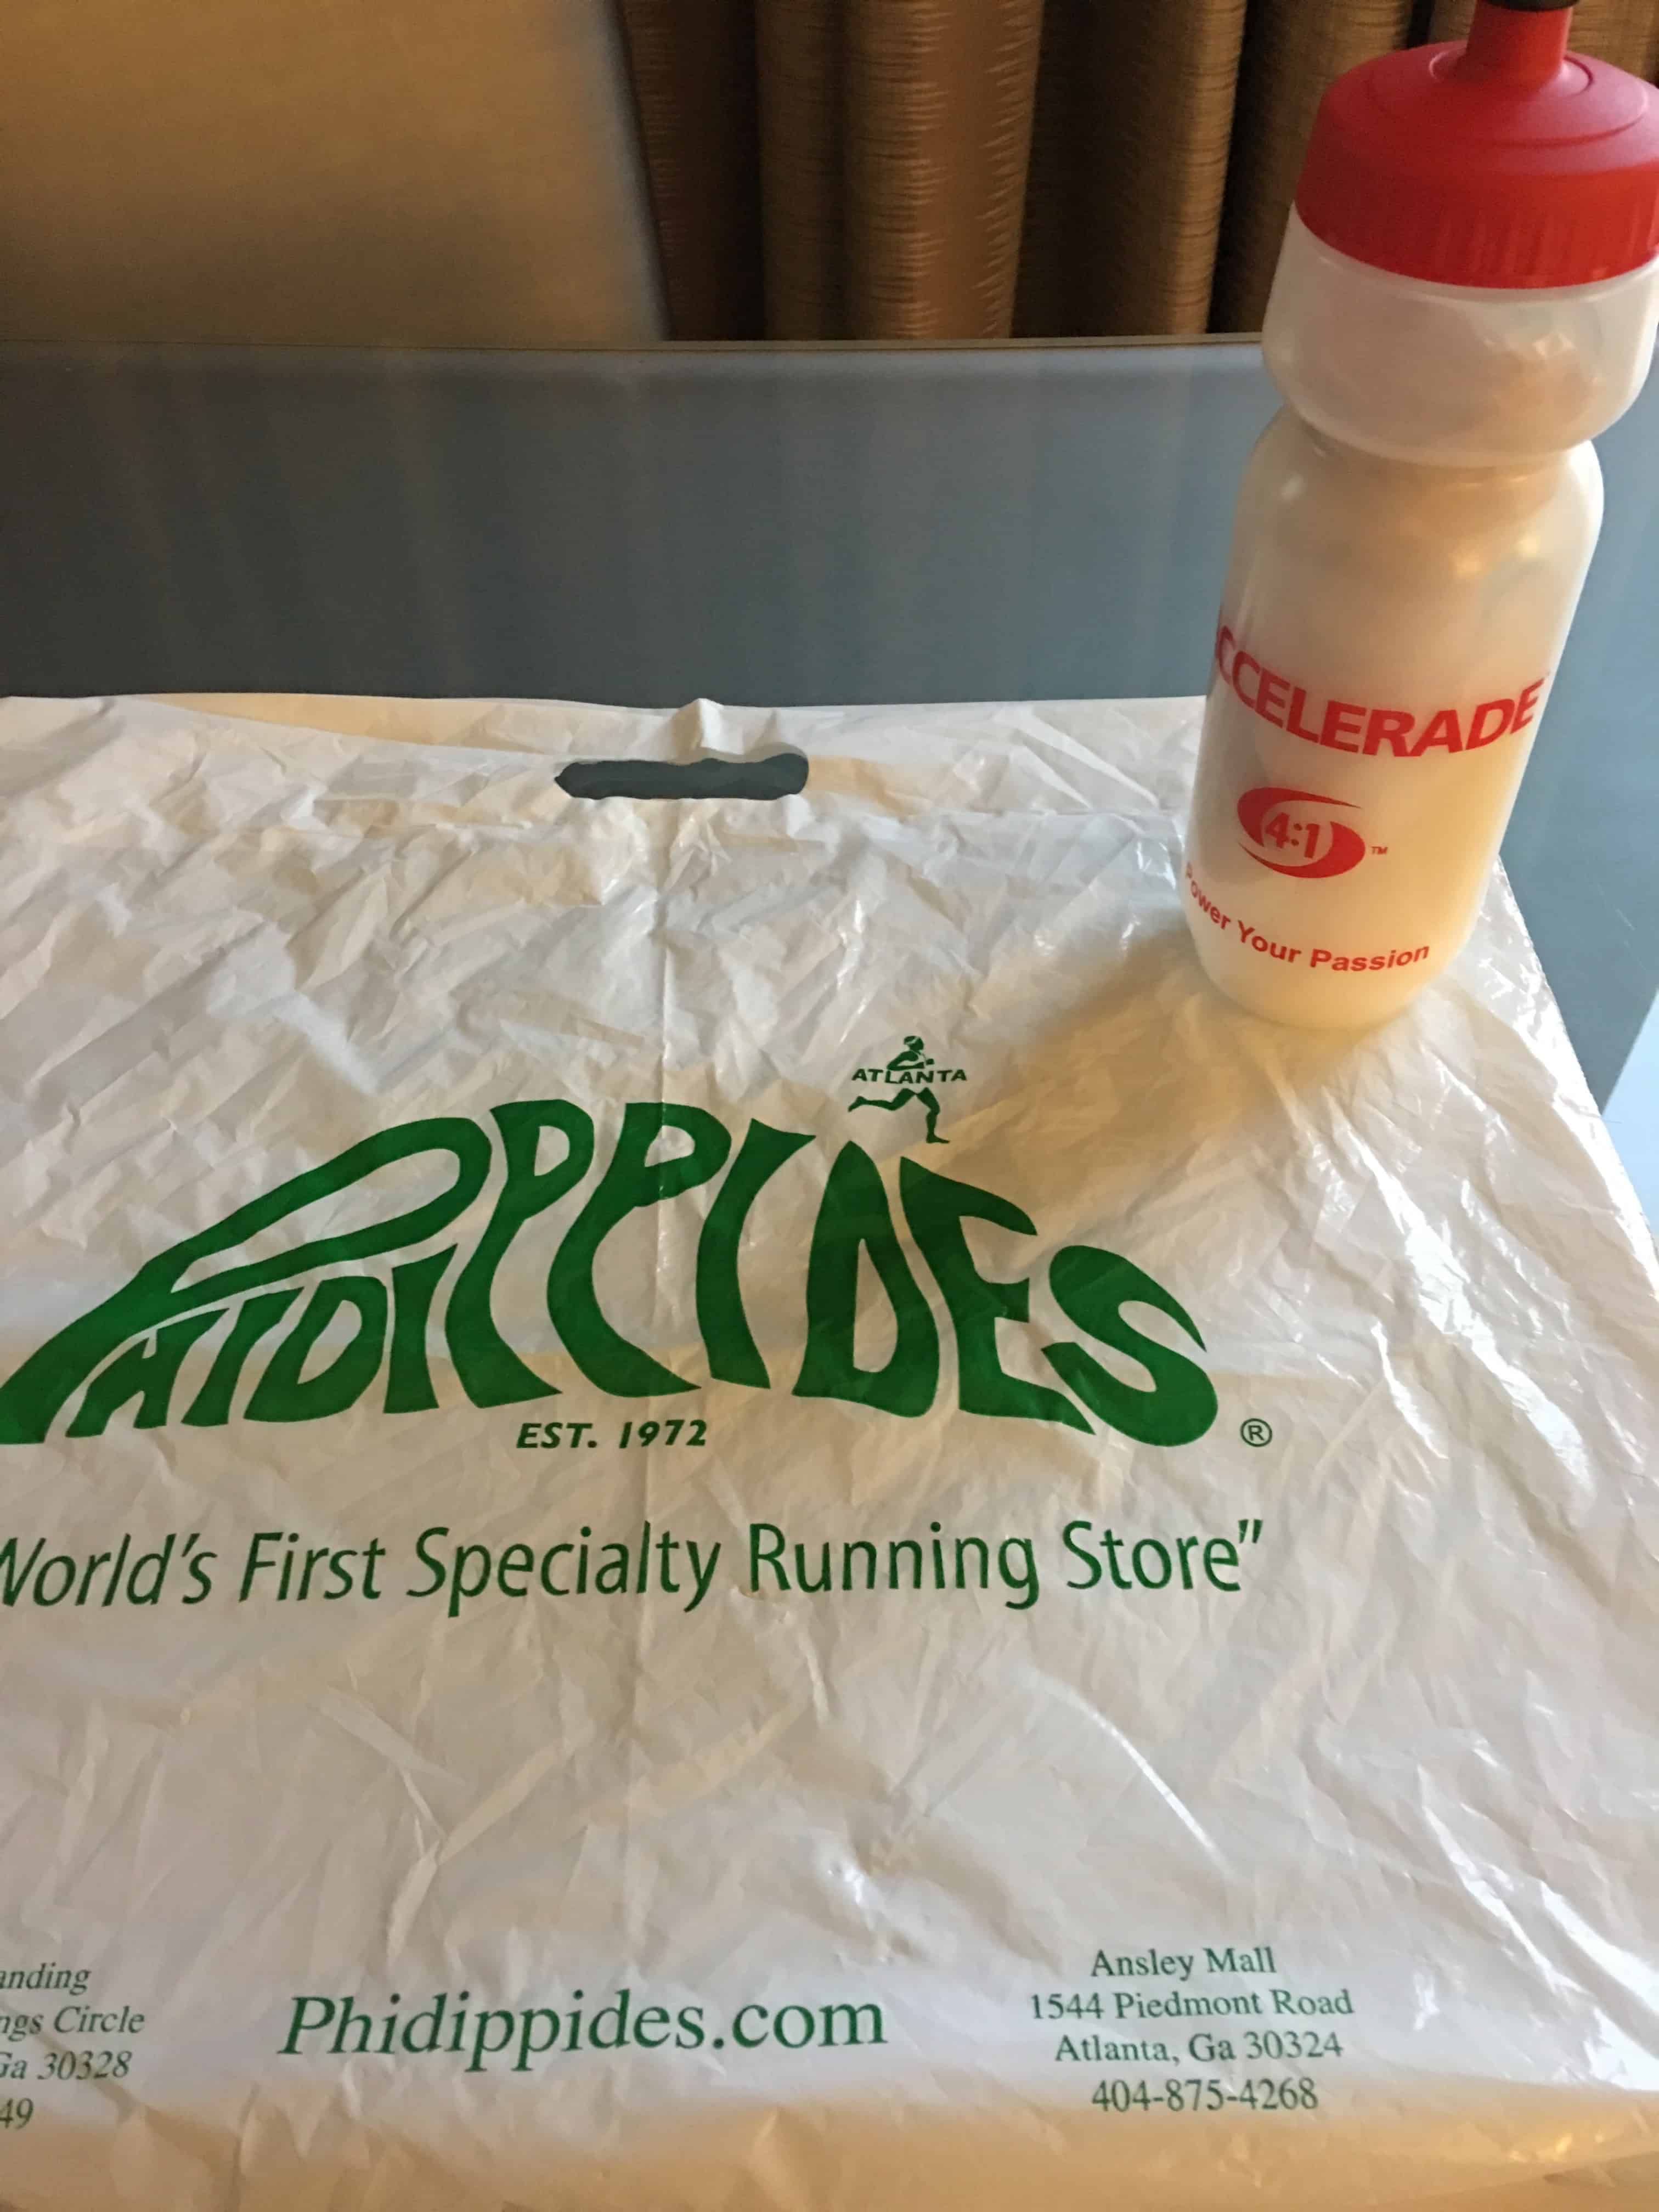 CCELERADE
4:1 ™
Power Your Passion
ATLANTA
PHIDIPPIDES
EST. 1972 ®
World's First Specialty Running Store"
anding
ngs Circle
Ga 30328
49
Phidippides.com
Ansley Mall
1544 Piedmont Road
Atlanta, Ga 30324
404-875-4268